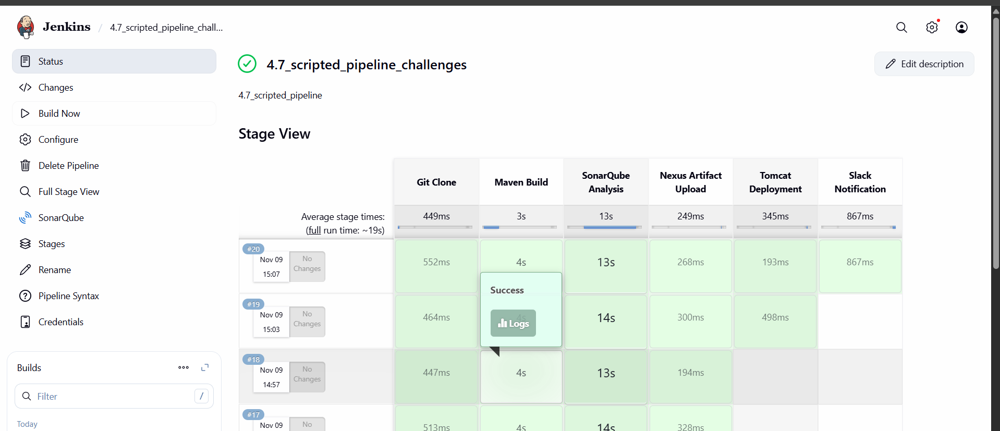 Jenkins / 4.7_scripted_pipeline_chall...
Status
Changes
Build Now
Configure
Delete Pipeline
Full Stage View
SonarQube
Stages
Rename
Pipeline Syntax
Credentials
Builds
Filter /
Today
4.7_scripted_pipeline_challenges
Edit description
4.7_scripted_pipeline
Stage View
Git Clone
Maven Build
SonarQube
Analysis
Nexus Artifact
Upload
Tomcat
Deployment
Slack
Notification
Average stage times:
(full run time: ~19s)
449ms 3s 13s 249ms 345ms 867ms
#20
Nov 09
15:07
No
Changes
552ms 4s 13s 268ms 193ms 867ms
Success
Logs
#19
Nov 09
15:03
No
Changes
464ms 4s 14s 300ms 498ms
#18
Nov 09
14:57
No
Changes
447ms 4s 13s 194ms
#17
Nov 09
No
513ms 4s 14s 328ms